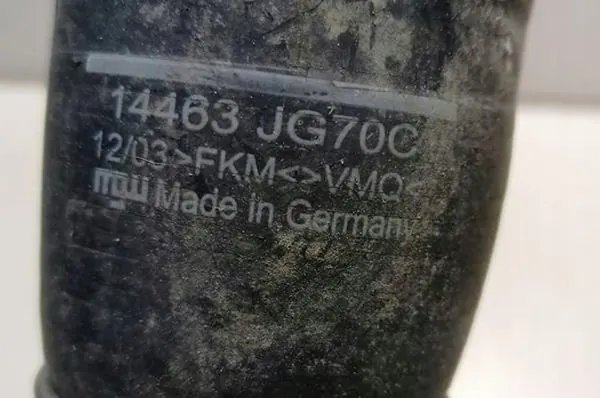 14463 JG70C
12/03>FKM<>VMQ<
Made in Germany